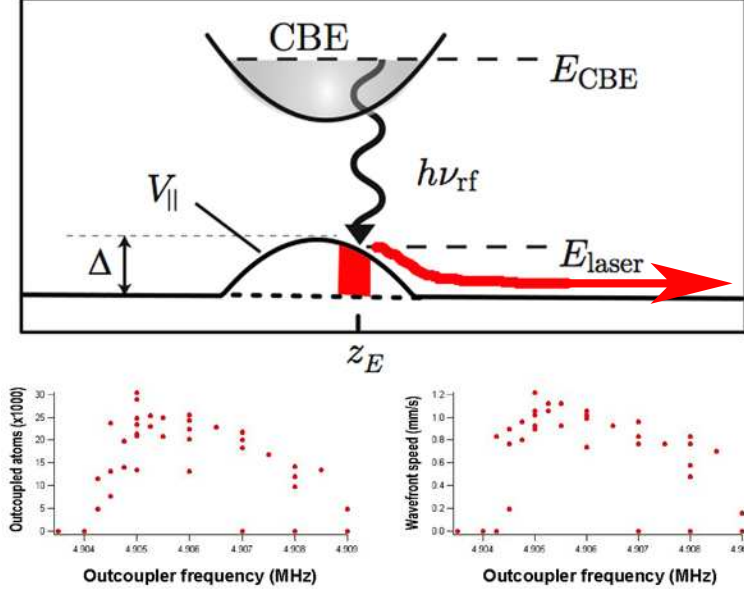 CBE
E_CBE
hν_rf
V_||
Δ
E_laser
z_E
Outcoupled atoms (x1000)
30
25
20
15
10
5
0
4.904
4.905
4.906
4.907
4.908
4.909
Outcoupler frequency (MHz)
Wavefront speed (mm/s)
1.2
1.0
0.8
0.6
0.4
0.2
0.0
4.904
4.905
4.906
4.907
4.908
Outcoupler frequency (MHz)